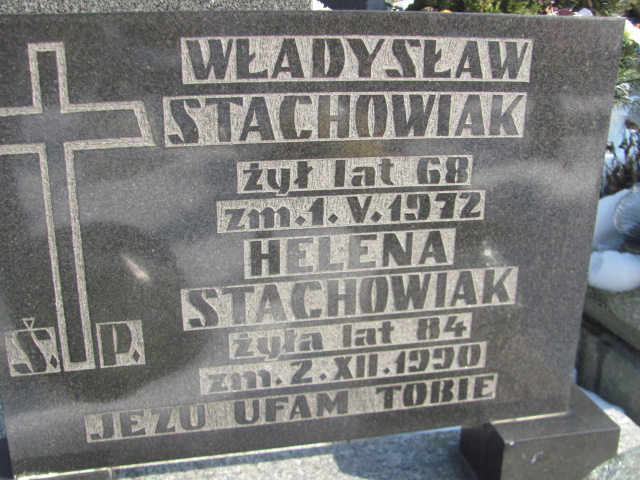 WŁADYSŁAW
STACHOWIAK
żył lat 68
zm.1.V.1972
HELENA
STACHOWIAK
żyła lat 84
zm.2.XII.1990
Ś.P.
JEZU UFAM TOBIE